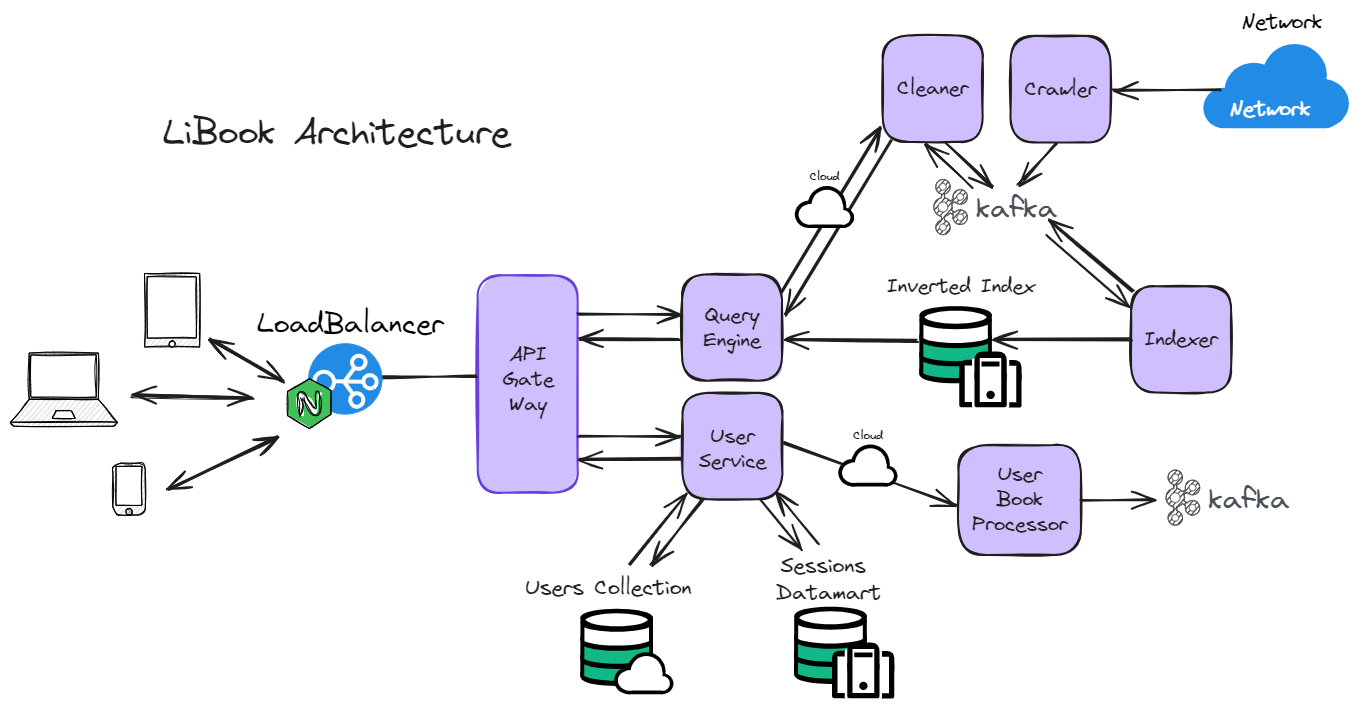 Network
Cleaner
Crawler
Network
LiBook Architecture
Cloud
kafka
Inverted Index
LoadBalancer
Query
Engine
Indexer
API
Gate
Way
N
User
Service
Cloud
User
Book
Processor
kafka
Users Collection
Sessions
Datamart